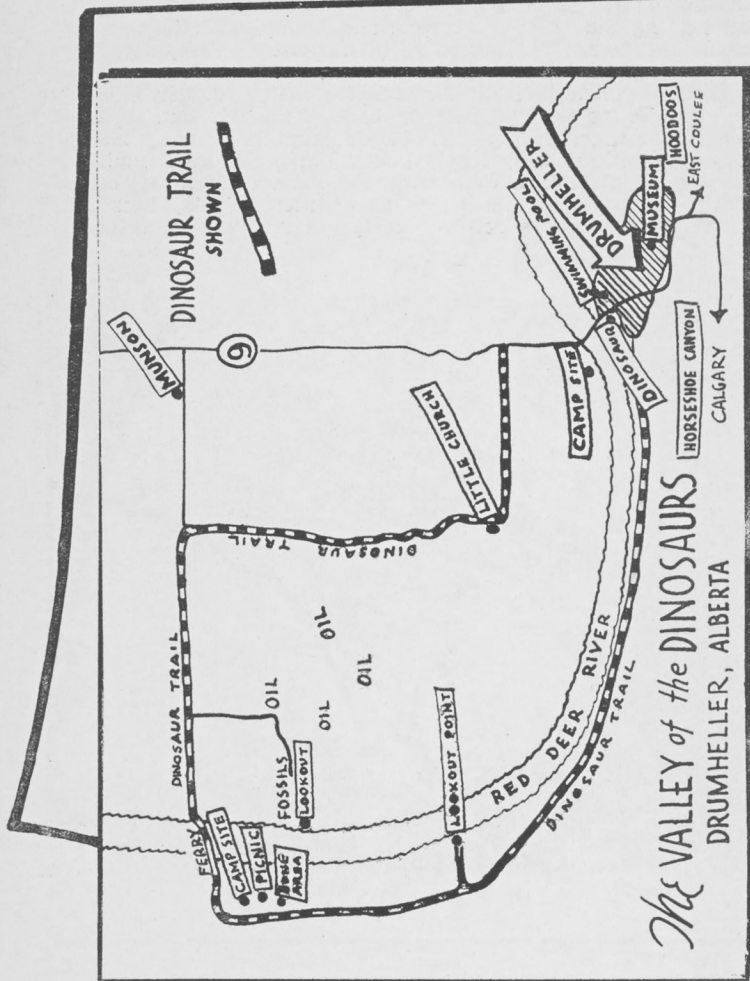 DINOSAUR TRAIL
SHOWN
MUNSON
9
DRUMHELLER
SWIMMING POOL
MUSEUM
HOODOOS
EAST COULEE
DINOSAUR
CAMP SITE
HORSESHOE CANYON
CALGARY
LITTLE CHURCH
DINOSAUR TRAIL
DINOSAUR TRAIL
OIL
OIL
OIL
OIL
FOSSILS
LOOKOUT
LOOKOUT POINT
FERRY
CAMP SITE
PICNIC
AREA
RED DEER RIVER
DINOSAUR TRAIL
The VALLEY of the DINOSAURS
DRUMHELLER, ALBERTA